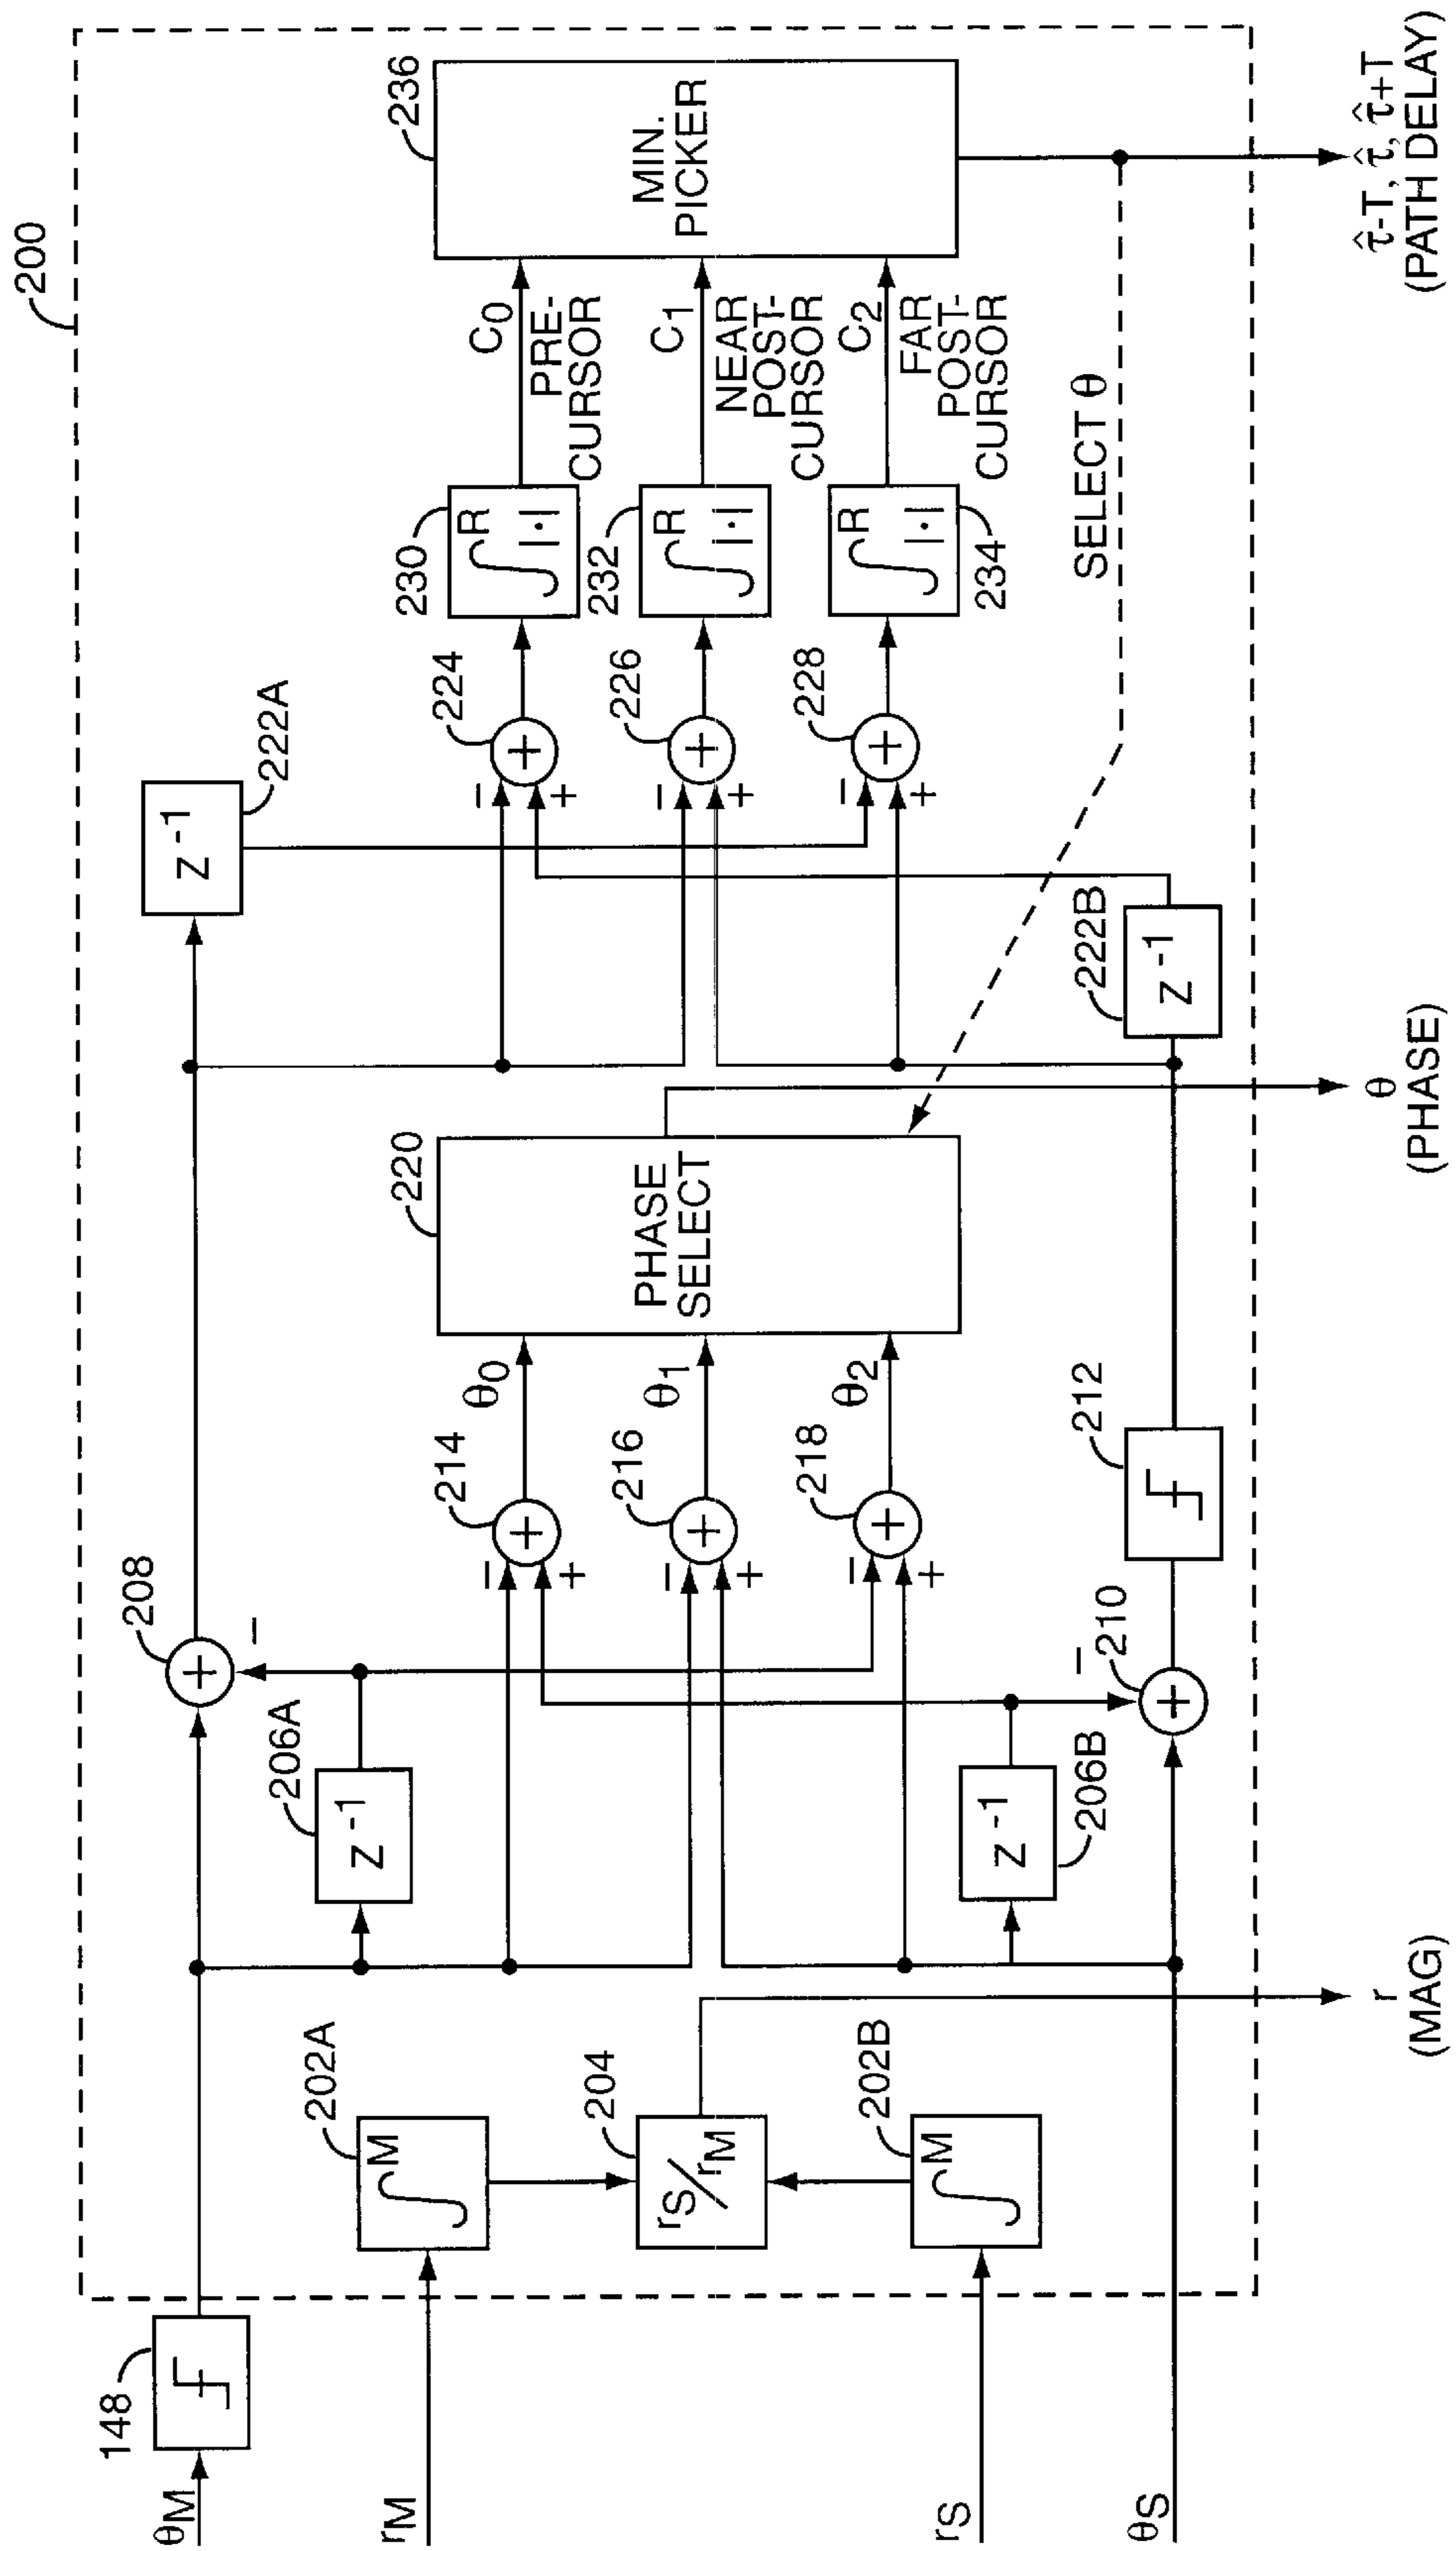 200
148
θM
rM
rS
θS
202A
∫M
204
rS/rM
202B
∫M
r
(MAG)
206A
Z-1
206B
Z-1
208
−
210
−
212
214
−
+
216
−
+
218
−
+
θ0
θ1
θ2
220
PHASE
SELECT
θ
(PHASE)
222A
Z-1
222B
Z-1
224
−
+
226
−
+
228
−
+
230
∫R
|·|
232
∫R
|·|
234
∫R
|·|
C0
PRE-
CURSOR
C1
NEAR
POST-
CURSOR
C2
FAR
POST-
CURSOR
SELECT θ
236
MIN.
PICKER
τ̂-T, τ̂, τ̂+T
(PATH DELAY)